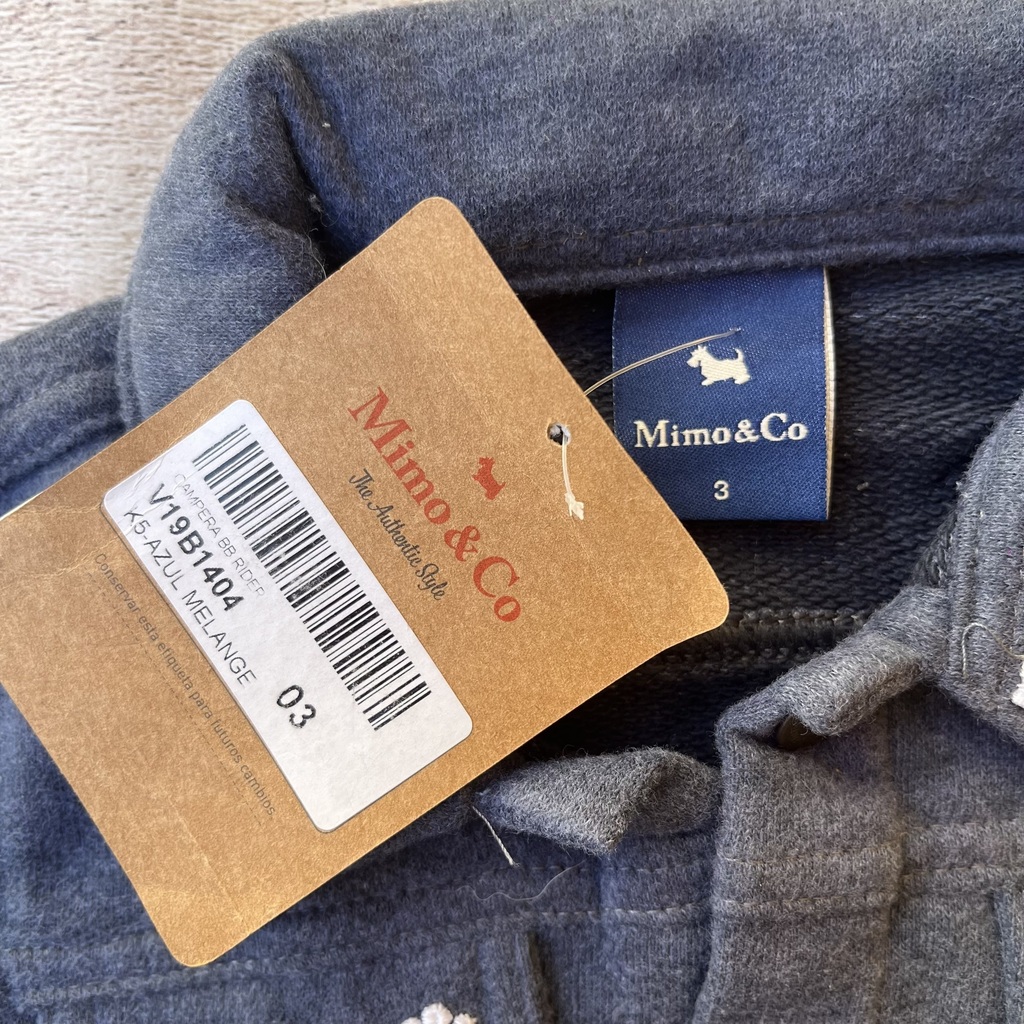 Mimo&Co
3
Mimo&Co
The Authentic Style
CAMPERA BB RIDER
V19B1404
K5-AZUL MELANGE
03
Conservar esta etiqueta para futuros cambios.